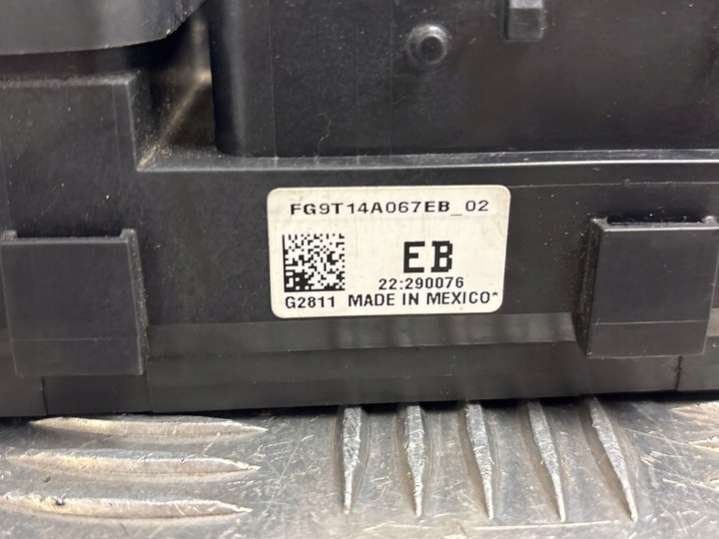 FG9T14A067EB_02
EB
22:290076
G2811 MADE IN MEXICO*